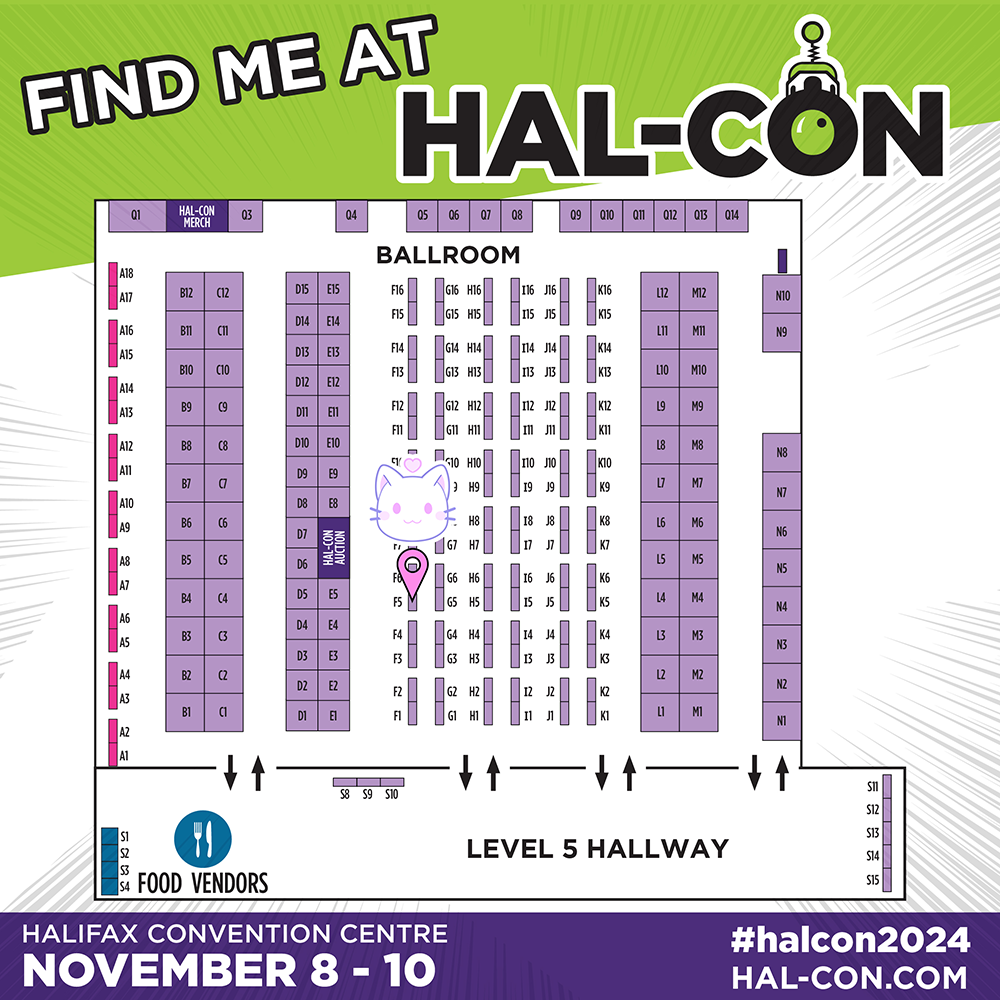 FIND ME AT
HAL-CON
Q1 HAL-CON MERCH Q3 Q4 Q5 Q6 Q7 Q8 Q9 Q10 Q11 Q12 Q13 Q14
BALLROOM
A18
A17
A16
A15
A14
A13
A12
A11
A10
A9
A8
A7
A6
A5
A4
A3
A2
A1
B12 C12
B11 C11
B10 C10
B9 C9
B8 C8
B7 C7
B6 C6
B5 C5
B4 C4
B3 C3
B2 C2
B1 C1
D15 E15
D14 E14
D13 E13
D12 E12
D11 E11
D10 E10
D9 E9
D8 E8
D7
D6
HAL-CON
AUCTION
D5 E5
D4 E4
D3 E3
D2 E2
D1 E1
F16 G16 H16 I16 J16 K16
F15 G15 H15 I15 J15 K15
F14 G14 H14 I14 J14 K14
F13 G13 H13 I13 J13 K13
F12 G12 H12 I12 J12 K12
F11 G11 H11 I11 J11 K11
G10 H10 I10 J10 K10
H9 I9 J9 K9
H8 I8 J8 K8
G7 H7 I7 J7 K7
F6 G6 H6 I6 J6 K6
F5 G5 H5 I5 J5 K5
F4 G4 H4 I4 J4 K4
F3 G3 H3 I3 J3 K3
F2 G2 H2 I2 J2 K2
F1 G1 H1 I1 J1 K1
L12 M12
L11 M11
L10 M10
L9 M9
L8 M8
L7 M7
L6 M6
L5 M5
L4 M4
L3 M3
L2 M2
L1 M1
N10
N9
N8
N7
N6
N5
N4
N3
N2
N1
S8 S9 S10
S11
S12
S13
S14
S15
S1
S2
S3
S4
FOOD VENDORS
LEVEL 5 HALLWAY
HALIFAX CONVENTION CENTRE
NOVEMBER 8 - 10
#halcon2024
HAL-CON.COM